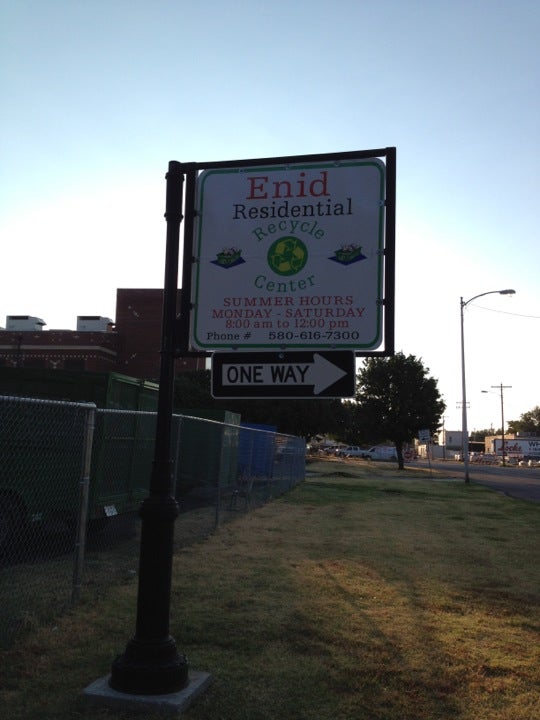 Enid
Residential
Recycle
Center
SUMMER HOURS
MONDAY - SATURDAY
8:00 am to 12:00 pm
Phone # 580-616-7300
ONE WAY